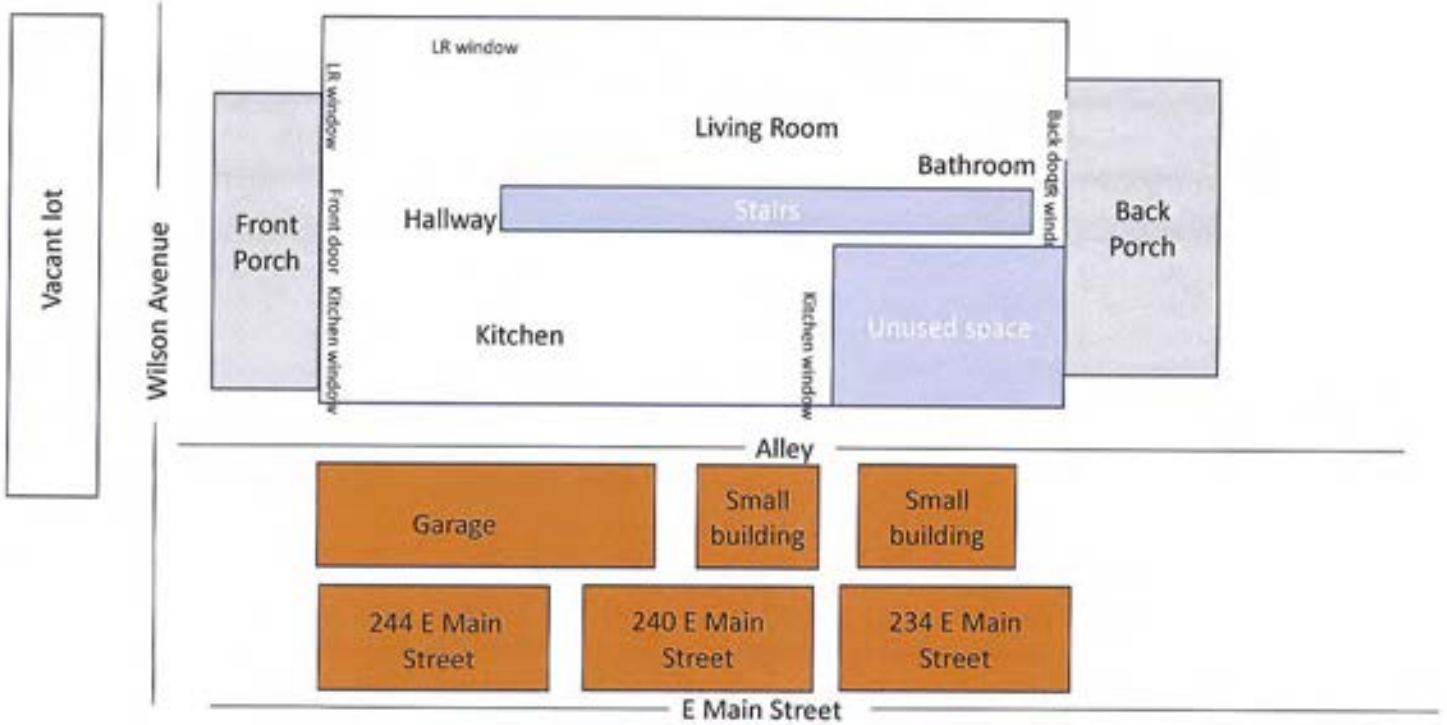 LR window
LR window
Living Room
Back door
Bathroom
Vacant lot
Wilson Avenue
Front
Porch
Front door
Hallway
Stairs
Back
Porch
Kitchen window
Kitchen
Kitchen window
Unused space
Alley
Garage
Small
building
Small
building
244 E Main
Street
240 E Main
Street
234 E Main
Street
E Main Street